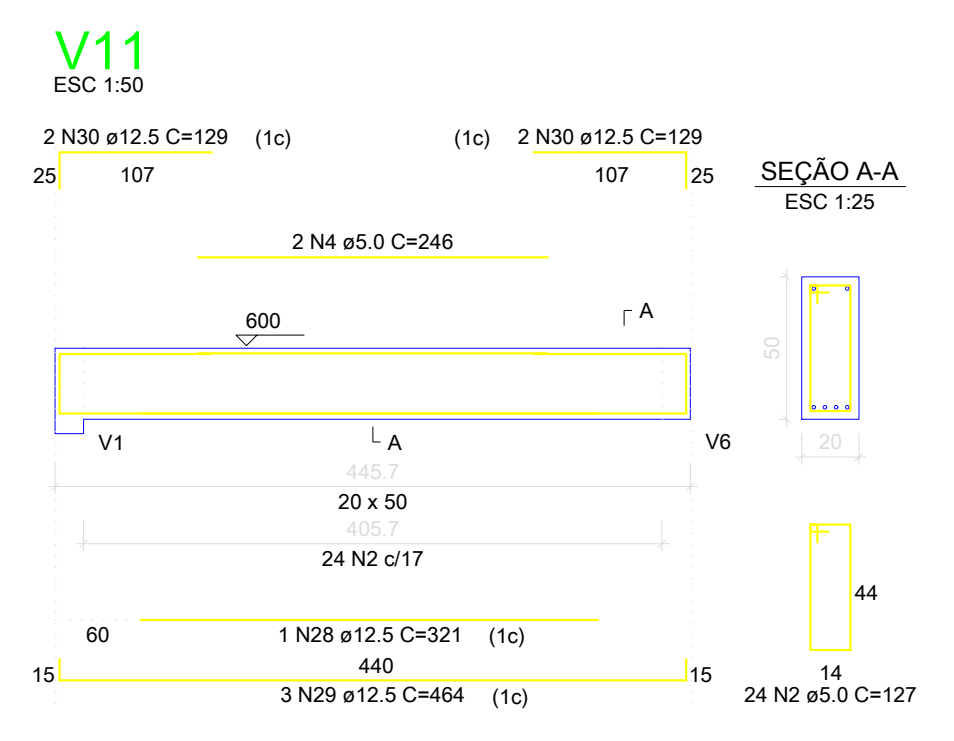 V11
ESC 1:50
2 N30 ø12.5 C=129 (1c) (1c) 2 N30 ø12.5 C=129
25 107 107 25
SEÇÃO A-A
ESC 1:25
2 N4 ø5.0 C=246
600
A
50
V1 A V6
20
445.7
20 x 50
405.7
24 N2 c/17
44
60 1 N28 ø12.5 C=321 (1c)
15 440 15
3 N29 ø12.5 C=464 (1c)
14
24 N2 ø5.0 C=127